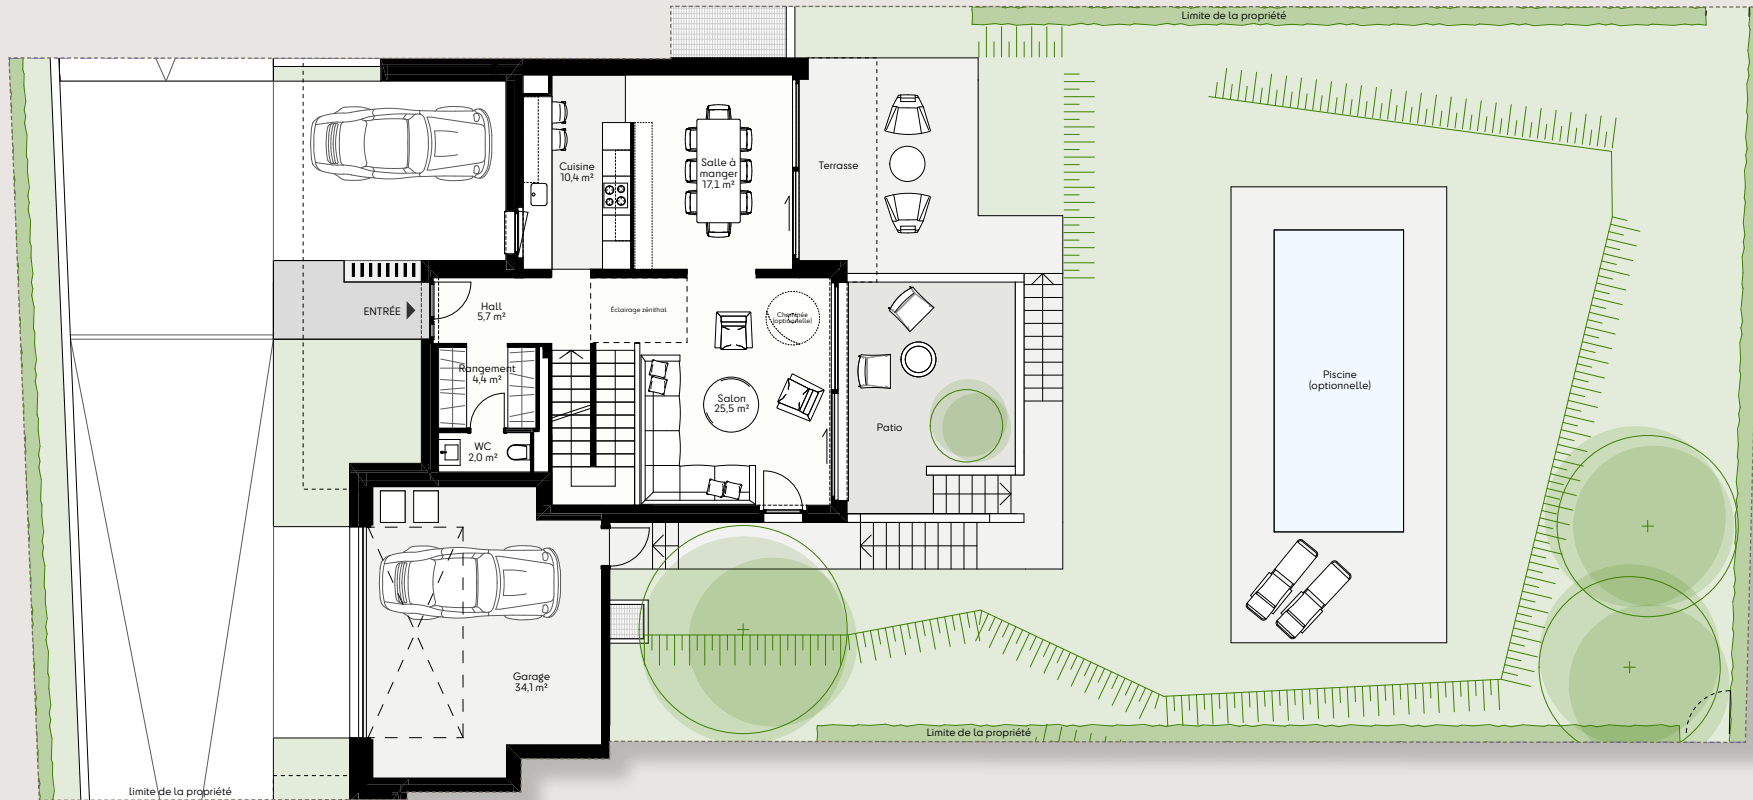 Limite de la propriété
Cuisine
10,4 m²
Salle à
manger
17,1 m²
Terrasse
ENTRÉE
Hall
5,7 m²
Éclairage zénithal
Cheminée
(optionnelle)
Rangement
4,4 m²
Salon
25,5 m²
Piscine
(optionnelle)
Patio
WC
2,0 m²
Garage
34,1 m²
Limite de la propriété
limite de la propriété